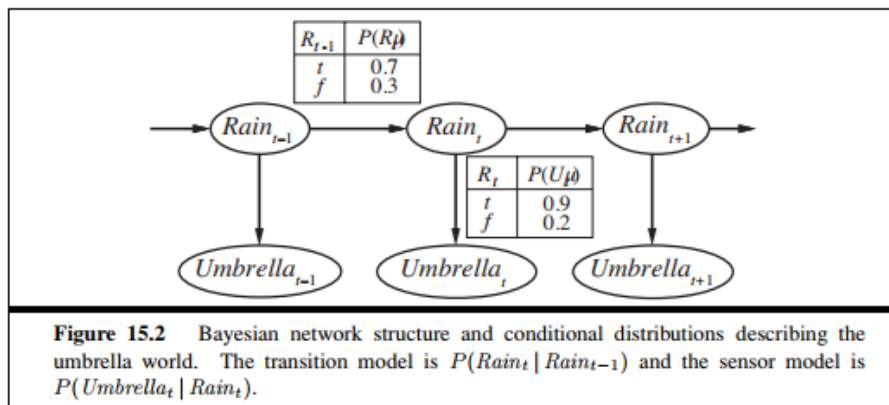 R_{t-1} P(R_t)
t 0.7
f 0.3
Rain_{t-1} Rain_t Rain_{t+1}
R_t P(U_t)
t 0.9
f 0.2
Umbrella_{t-1} Umbrella_t Umbrella_{t+1}
Figure 15.2 Bayesian network structure and conditional distributions describing the
umbrella world. The transition model is P(Rain_t | Rain_{t-1}) and the sensor model is
P(Umbrella_t | Rain_t).